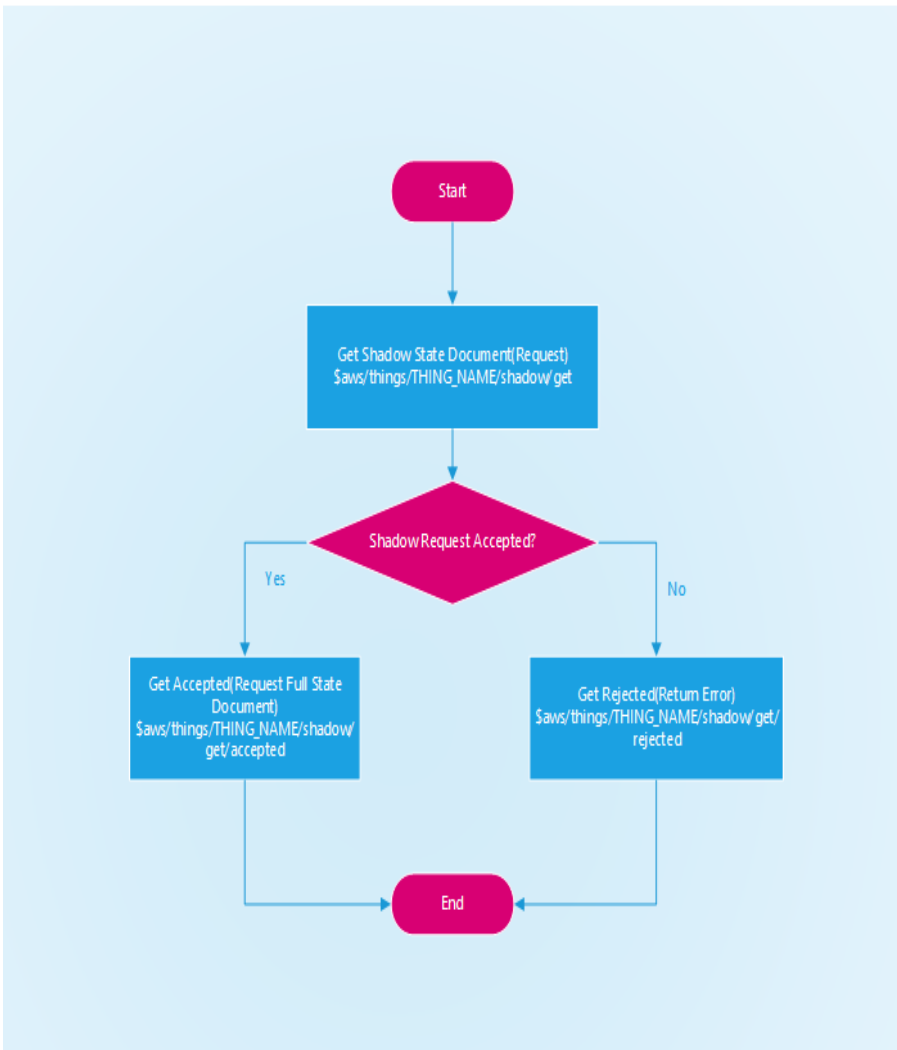 Start
Get Shadow State Document(Request)
$aws/things/THING_NAME/shadow/get
Shadow Request Accepted?
Yes
No
Get Accepted(Request Full State
Document)
$aws/things/THING_NAME/shadow/
get/accepted
Get Rejected(Return Error)
$aws/things/THING_NAME/shadow/get/
rejected
End